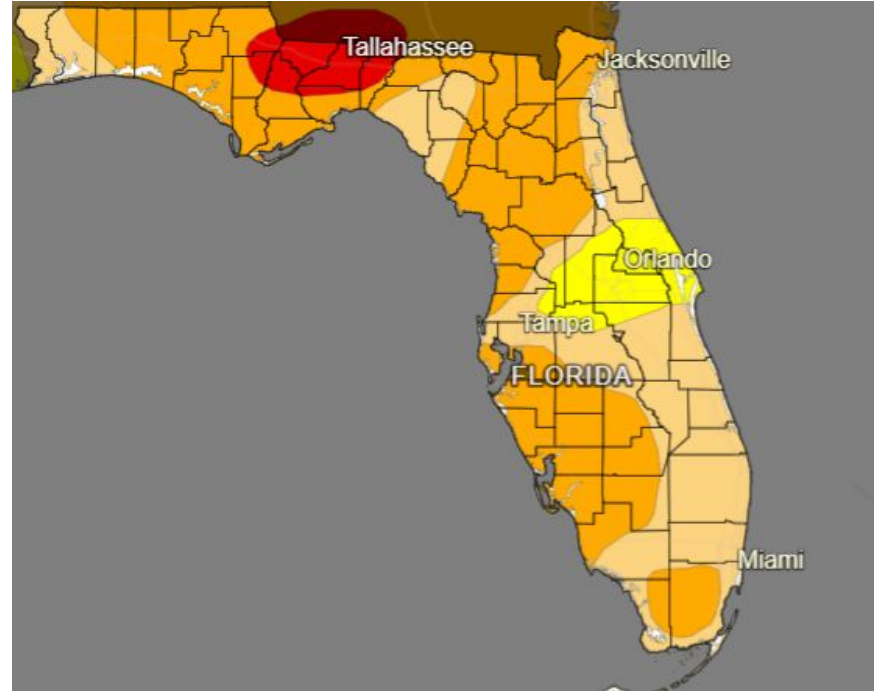 Tallahassee
Jacksonville
Orlando
Tampa
FLORIDA
Miami